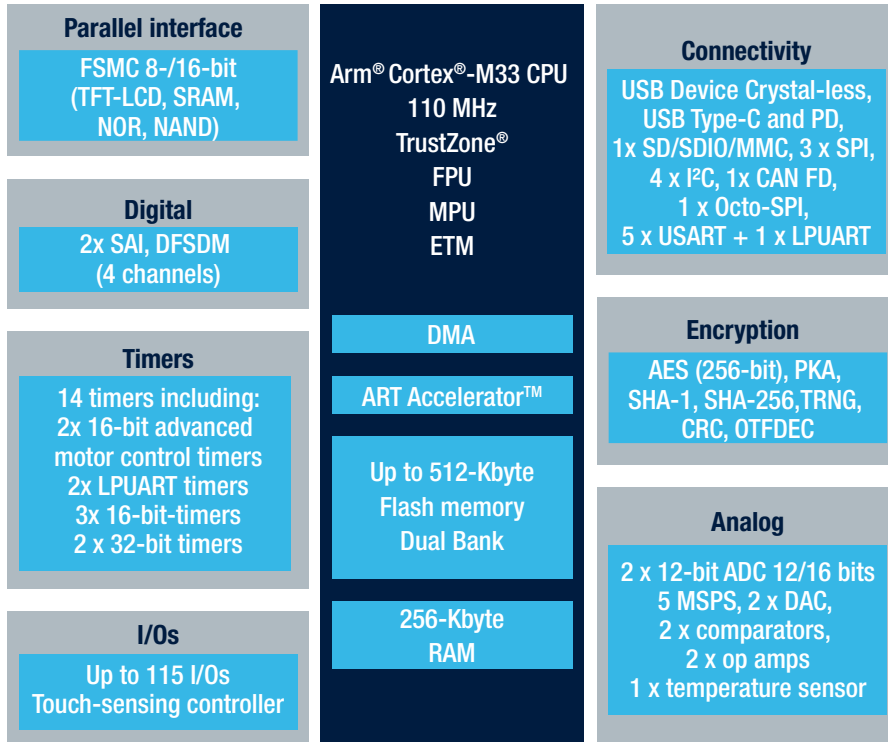 Parallel interface
FSMC 8-/16-bit
(TFT-LCD, SRAM,
NOR, NAND)
Digital
2x SAI, DFSDM
(4 channels)
Timers
14 timers including:
2x 16-bit advanced
motor control timers
2x LPUART timers
3x 16-bit-timers
2 x 32-bit timers
I/Os
Up to 115 I/Os
Touch-sensing controller
Arm® Cortex®-M33 CPU
110 MHz
TrustZone®
FPU
MPU
ETM
DMA
ART Accelerator™
Up to 512-Kbyte
Flash memory
Dual Bank
256-Kbyte
RAM
Connectivity
USB Device Crystal-less,
USB Type-C and PD,
1x SD/SDIO/MMC, 3 x SPI,
4 x I²C, 1x CAN FD,
1 x Octo-SPI,
5 x USART + 1 x LPUART
Encryption
AES (256-bit), PKA,
SHA-1, SHA-256,TRNG,
CRC, OTFDEC
Analog
2 x 12-bit ADC 12/16 bits
5 MSPS, 2 x DAC,
2 x comparators,
2 x op amps
1 x temperature sensor